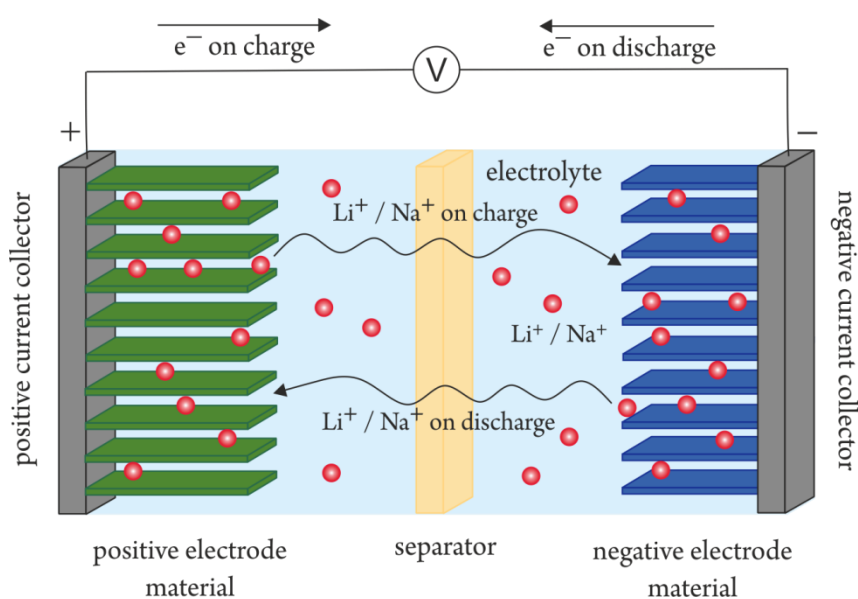 e⁻ on charge
e⁻ on discharge
V
+
−
positive current collector
electrolyte
Li⁺ / Na⁺ on charge
Li⁺ / Na⁺
Li⁺ / Na⁺ on discharge
negative current collector
positive electrode
material
separator
negative electrode
material